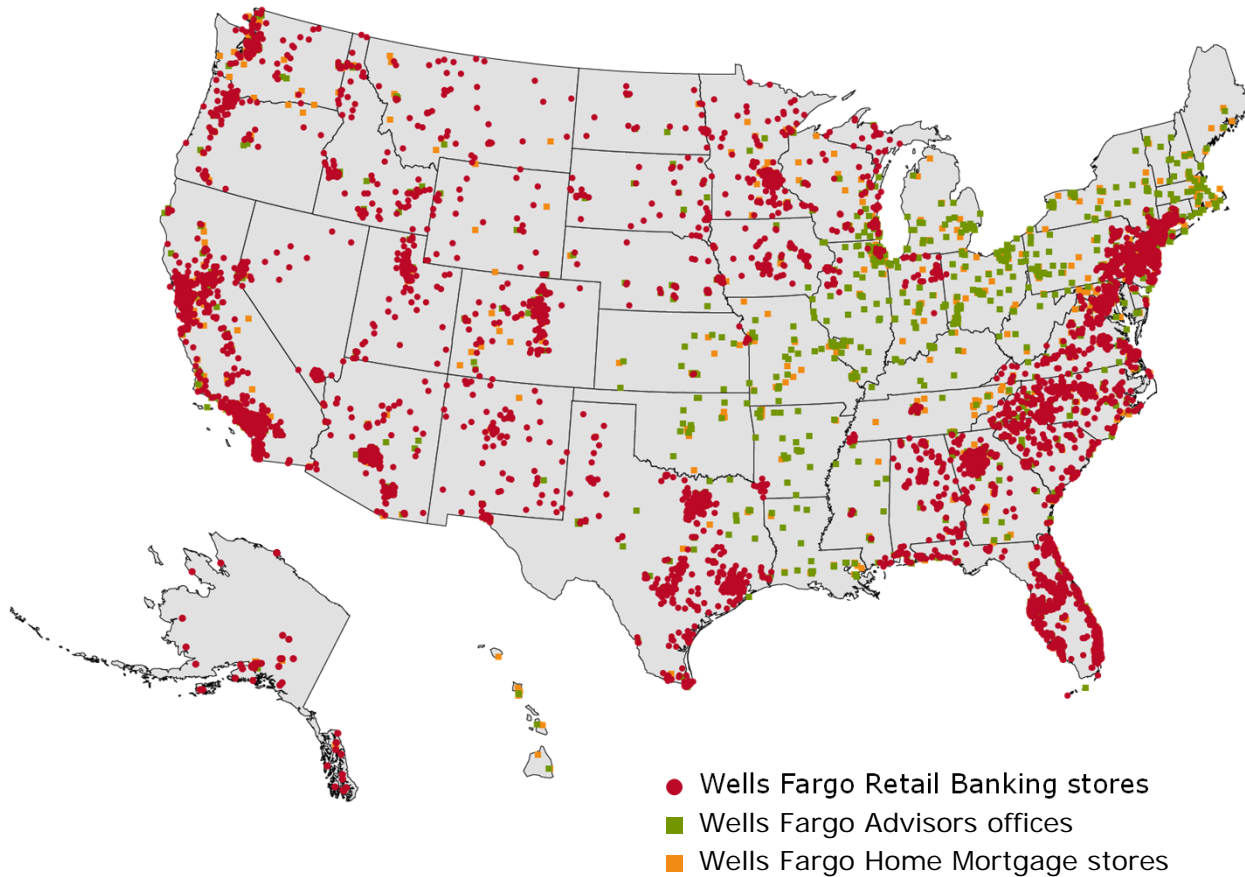 Wells Fargo Retail Banking stores
Wells Fargo Advisors offices
Wells Fargo Home Mortgage stores